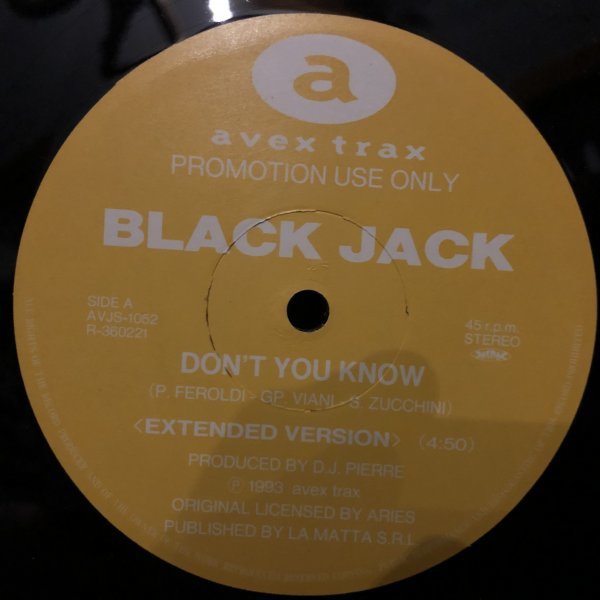 a
avex trax
PROMOTION USE ONLY
BLACK JACK
SIDE A
AVJS-1052
R-360221
45 r.p.m.
STEREO
DON'T YOU KNOW
(P. FEROLDI - GP. VIANI - S. ZUCCHINI)
<EXTENDED VERSION> (4:50)
PRODUCED BY D.J. PIERRE
Ⓟ 1993 avex trax
ORIGINAL LICENSED BY ARIES
PUBLISHED BY LA MATTA S.R.L